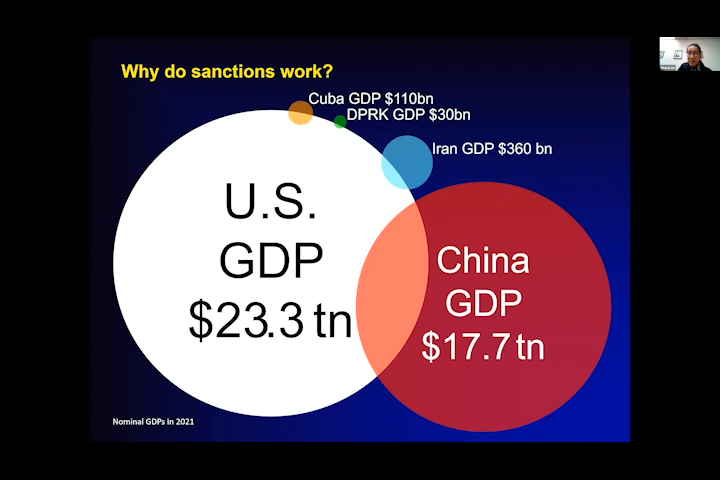 Why do sanctions work?
Cuba GDP $110bn
DPRK GDP $30bn
Iran GDP $360 bn
U.S.
GDP
$23.3 tn
China
GDP
$17.7 tn
Nominal GDPs in 2021